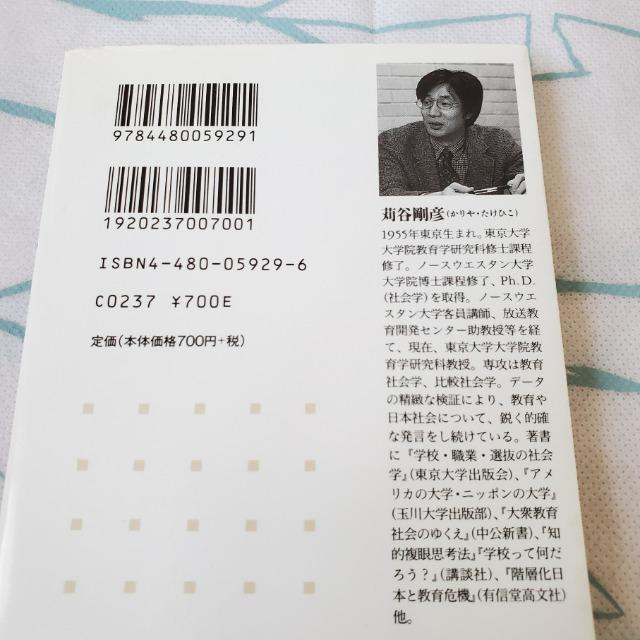 9784480059291
1920237007001
ISBN4-480-05929-6
C0237 ¥700E
定価(本体価格700円+税)
苅谷剛彦(かりや・たけひこ)
1955年東京生まれ。東京大学
大学院教育学研究科修士課程
修了。ノースウエスタン大学
大学院博士課程修了、Ph.D.
(社会学)を取得。ノースウエ
スタン大学客員講師、放送教
育開発センター助教授等を経
て、現在、東京大学大学院教
育学研究科教授。専攻は教育
社会学、比較社会学。データ
の精緻な検証により、教育や
日本社会について、鋭く的確
な発言をし続けている。著書
に『学校・職業・選抜の社会
学』(東京大学出版会)、『アメ
リカの大学・ニッポンの大学』
(玉川大学出版部)、『大衆教育
社会のゆくえ』(中公新書)、『知
的複眼思考法』『学校って何だ
ろう?』(講談社)、『階層化日
本と教育危機』(有信堂高文社)
他。